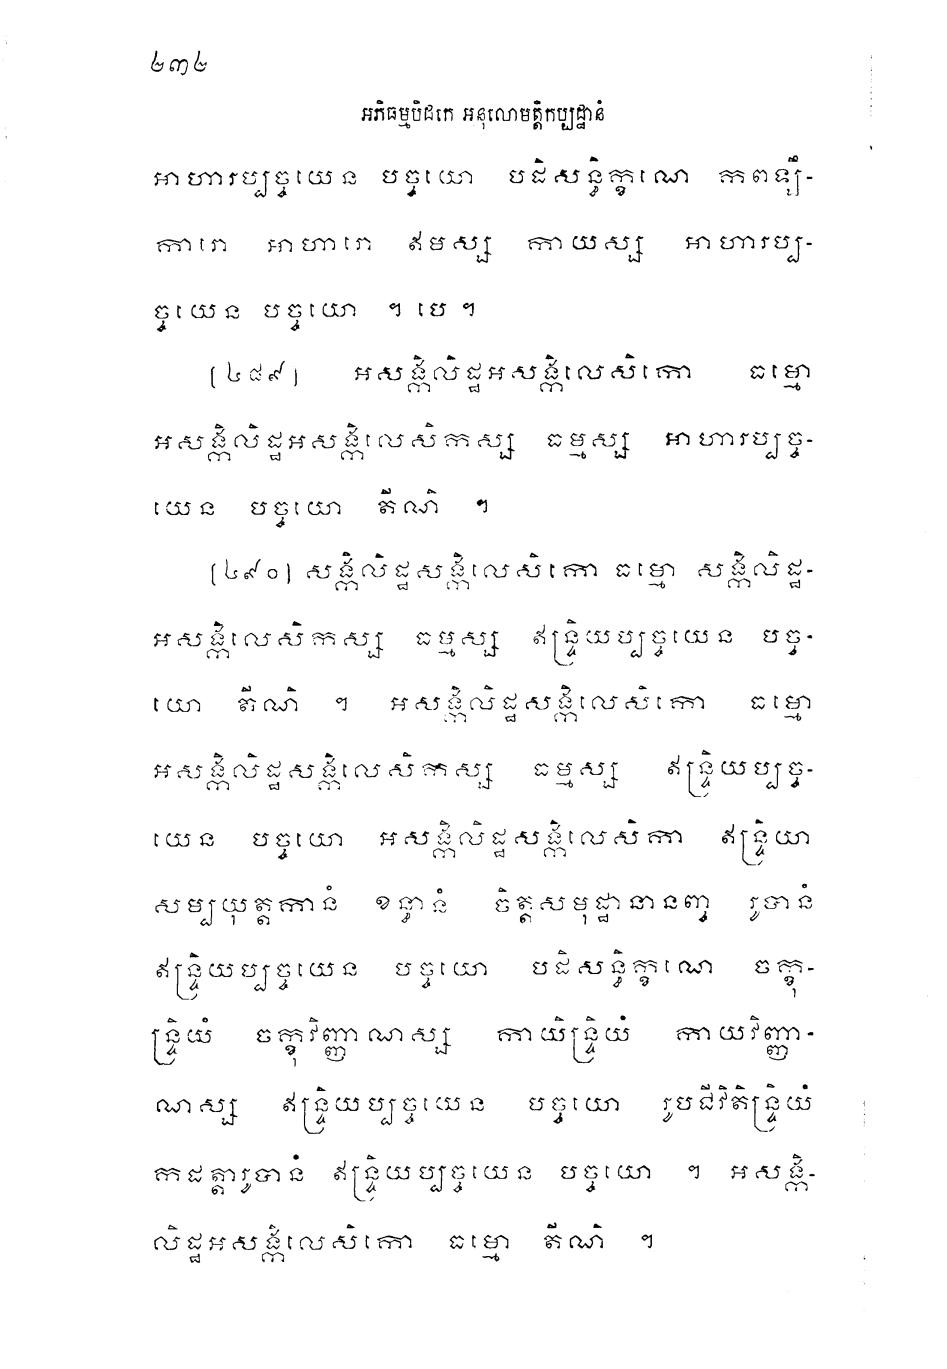 ៤៣៤
អភិធម្មបិដកេ អនុលោមត្តិកប្បដ្ឋានំ
អាហារប្បច្ចយេន បច្ចយោ បដិសន្ធិក្ខណេ កពឡី-
ការោ អាហារោ ឥមស្ស កាយស្ស អាហារប្ប-
ច្ចយេន បច្ចយោ ។ បេ ។
[៤៨៩] អសង្កិលិដ្ឋអសង្កិលេសិកោ ធម្មោ
អសង្កិលិដ្ឋអសង្កិលេសិកស្ស ធម្មស្ស អាហារប្បច្ច-
យេន បច្ចយោ តីណិ ។
[៤៩០] សង្កិលិដ្ឋសង្កិលេសិកោ ធម្មោ សង្កិលិដ្ឋ-
អសង្កិលេសិកស្ស ធម្មស្ស ឥន្ទ្រិយប្បច្ចយេន បច្ច-
យោ តីណិ ។ អសង្កិលិដ្ឋសង្កិលេសិកោ ធម្មោ
អសង្កិលិដ្ឋសង្កិលេសិកស្ស ធម្មស្ស ឥន្ទ្រិយប្បច្ច-
យេន បច្ចយោ អសង្កិលិដ្ឋសង្កិលេសិកា ឥន្ទ្រិយា
សម្បយុត្តកានំ ខន្ធានំ ចិត្តសមុដ្ឋានានញ្ច រូបានំ
ឥន្ទ្រិយប្បច្ចយេន បច្ចយោ បដិសន្ធិក្ខណេ ចក្ខុ-
ន្ទ្រិយំ ចក្ខុវិញ្ញាណស្ស កាយិន្ទ្រិយំ កាយវិញ្ញា-
ណស្ស ឥន្ទ្រិយប្បច្ចយេន បច្ចយោ រូបជីវិតិន្ទ្រិយំ
កដត្តារូបានំ ឥន្ទ្រិយប្បច្ចយេន បច្ចយោ ។ អសង្កិ-
លិដ្ឋអសង្កិលេសិកោ ធម្មោ តីណិ ។